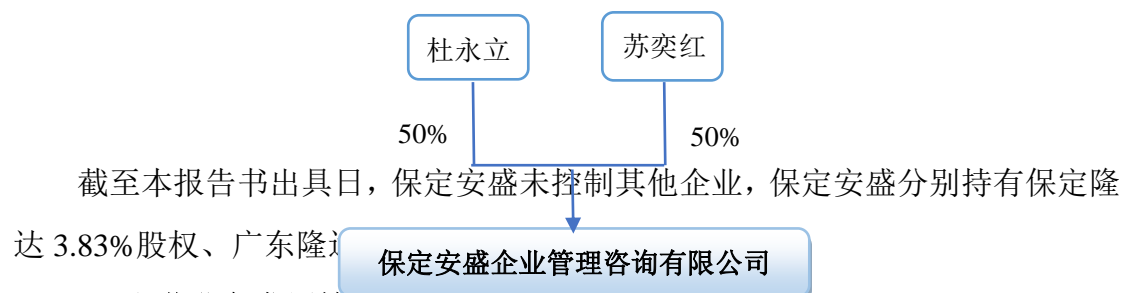 杜永立 苏奕红
50% 50%
截至本报告书出具日，保定安盛未控制其他企业，保定安盛分别持有保定隆
达 3.83%股权、广东隆
保定安盛企业管理咨询有限公司